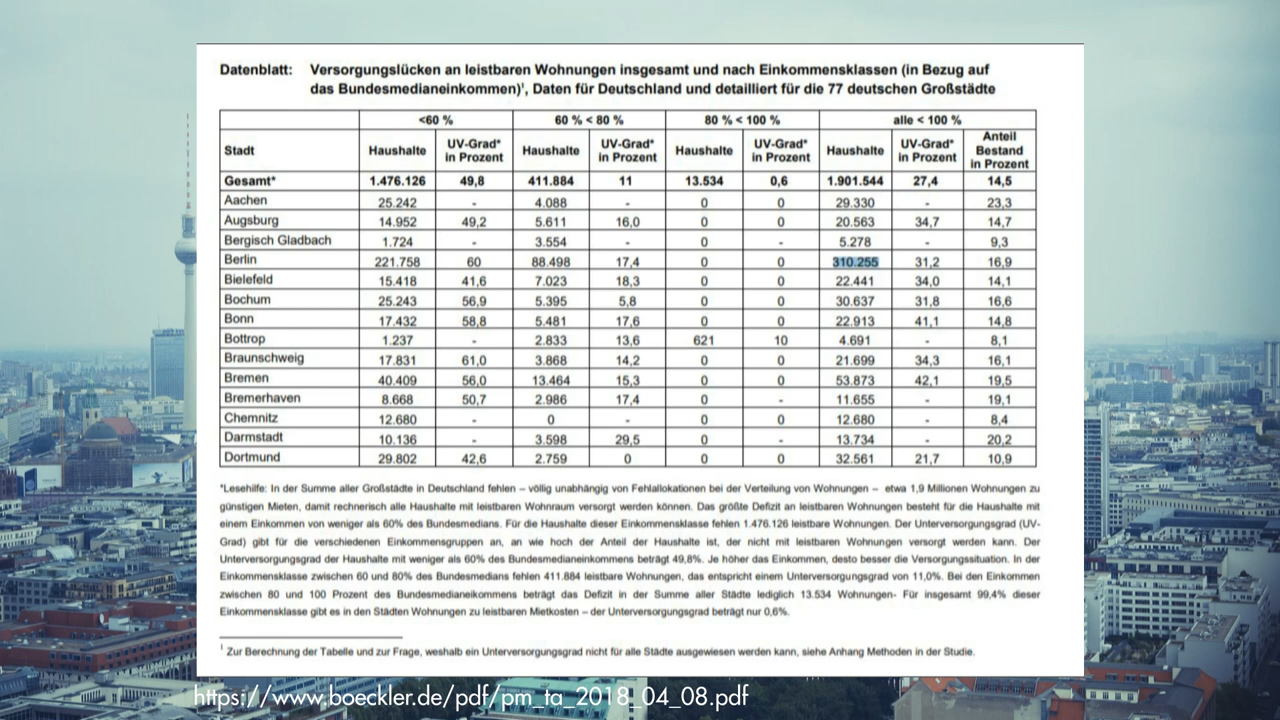 Datenblatt: Versorgungslücken an leistbaren Wohnungen insgesamt und nach Einkommensklassen (in Bezug auf
das Bundesmedianeinkommen)¹, Daten für Deutschland und detailliert für die 77 deutschen Großstädte
<60 % 60 % < 80 % 80 % < 100 % alle < 100 %
Stadt Haushalte UV-Grad* in Prozent Haushalte UV-Grad* in Prozent Haushalte UV-Grad* in Prozent Haushalte UV-Grad* in Prozent Anteil Bestand in Prozent
Gesamt* 1.476.126 49,8 411.884 11 13.534 0,6 1.901.544 27,4 14,5
Aachen 25.242 - 4.088 - 0 0 29.330 - 23,3
Augsburg 14.952 49,2 5.611 16,0 0 0 20.563 34,7 14,7
Bergisch Gladbach 1.724 - 3.554 - 0 - 5.278 - 9,3
Berlin 221.758 60 88.498 17,4 0 0 310.255 31,2 16,9
Bielefeld 15.418 41,6 7.023 18,3 0 0 22.441 34,0 14,1
Bochum 25.243 56,9 5.395 5,8 0 0 30.637 31,8 16,6
Bonn 17.432 58,8 5.481 17,6 0 0 22.913 41,1 14,8
Bottrop 1.237 - 2.833 13,6 621 10 4.691 - 8,1
Braunschweig 17.831 61,0 3.868 14,2 0 0 21.699 34,3 16,1
Bremen 40.409 56,0 13.464 15,3 0 0 53.873 42,1 19,5
Bremerhaven 8.668 50,7 2.986 17,4 0 - 11.655 - 19,1
Chemnitz 12.680 - 0 - 0 0 12.680 - 8,4
Darmstadt 10.136 - 3.598 29,5 0 - 13.734 - 20,2
Dortmund 29.802 42,6 2.759 0 0 0 32.561 21,7 10,9
*Lesehilfe: In der Summe aller Großstädte in Deutschland fehlen – völlig unabhängig von Fehlallokationen bei der Verteilung von Wohnungen – etwa 1,9 Millionen Wohnungen zu
günstigen Mieten, damit rechnerisch alle Haushalte mit leistbaren Wohnraum versorgt werden können. Das größte Defizit an leistbaren Wohnungen besteht für die Haushalte mit
einem Einkommen von weniger als 60% des Bundesmedians. Für die Haushalte dieser Einkommensklasse fehlen 1.476.126 leistbare Wohnungen. Der Unterversorgungsgrad (UV-
Grad) gibt für die verschiedenen Einkommensgruppen an, an wie hoch der Anteil der Haushalte ist, der nicht mit leistbaren Wohnungen versorgt werden kann. Der
Unterversorgungsgrad der Haushalte mit weniger als 60% des Bundesmedianeinkommens beträgt 49,8%. Je höher das Einkommen, desto besser die Versorgungssituation. In der
Einkommensklasse zwischen 60 und 80% des Bundesmedians fehlen 411.884 leistbare Wohnungen, das entspricht einem Unterversorgungsgrad von 11,0%. Bei den Einkommen
zwischen 80 und 100 Prozent des Bundesmedianeikommens beträgt das Defizit in der Summe aller Städte lediglich 13.534 Wohnungen- Für insgesamt 99,4% dieser
Einkommensklasse gibt es in den Städten Wohnungen zu leistbaren Mietkosten – der Unterversorgungsgrad beträgt nur 0,6%.
¹ Zur Berechnung der Tabelle und zur Frage, weshalb ein Unterversorgungsgrad nicht für alle Städte ausgewiesen werden kann, siehe Anhang Methoden in der Studie.
https://www.boeckler.de/pdf/pm_ta_2018_04_08.pdf